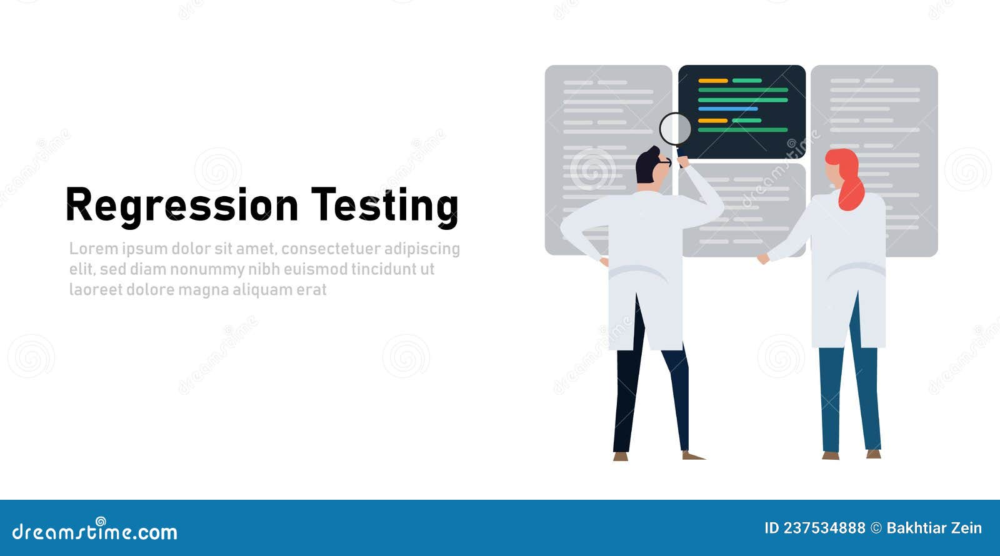 Regression Testing
Lorem ipsum dolor sit amet, consectetuer adipiscing
elit, sed diam nonummy nibh euismod tincidunt ut
laoreet dolore magna aliquam erat
dreamstime.com
ID 237534888 © Bakhtiar Zein